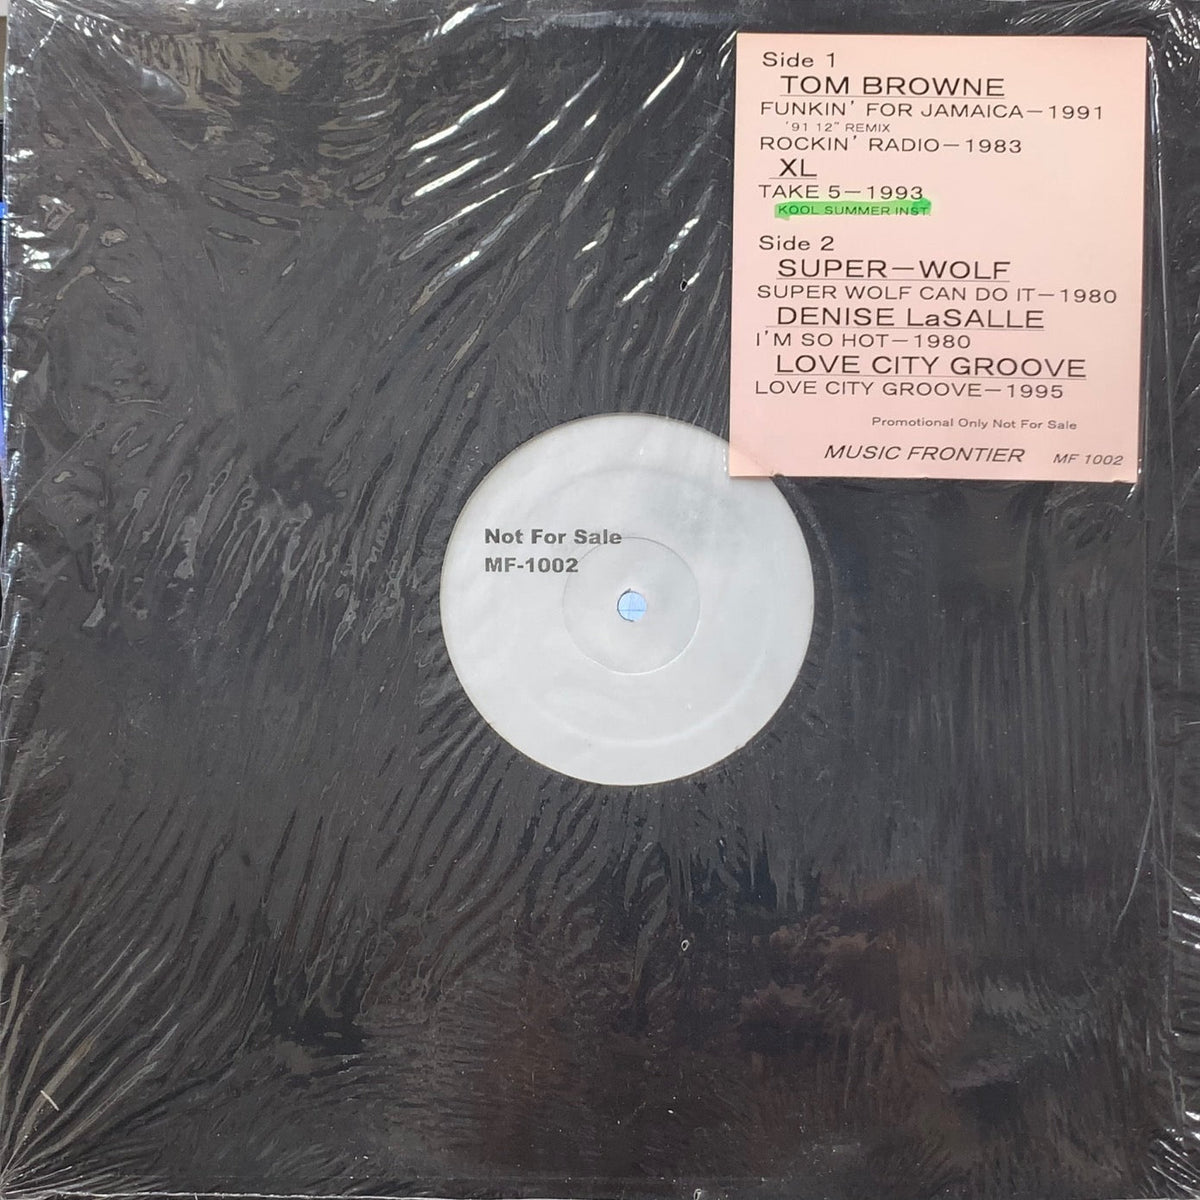 Side 1
TOM BROWNE
FUNKIN' FOR JAMAICA—1991
'91 12" REMIX
ROCKIN' RADIO—1983
XL
TAKE 5—1993
KOOL SUMMER INST
Side 2
SUPER—WOLF
SUPER WOLF CAN DO IT—1980
DENISE LaSALLE
I'M SO HOT—1980
LOVE CITY GROOVE
LOVE CITY GROOVE—1995
Promotional Only Not For Sale
MUSIC FRONTIER MF 1002
Not For Sale
MF-1002